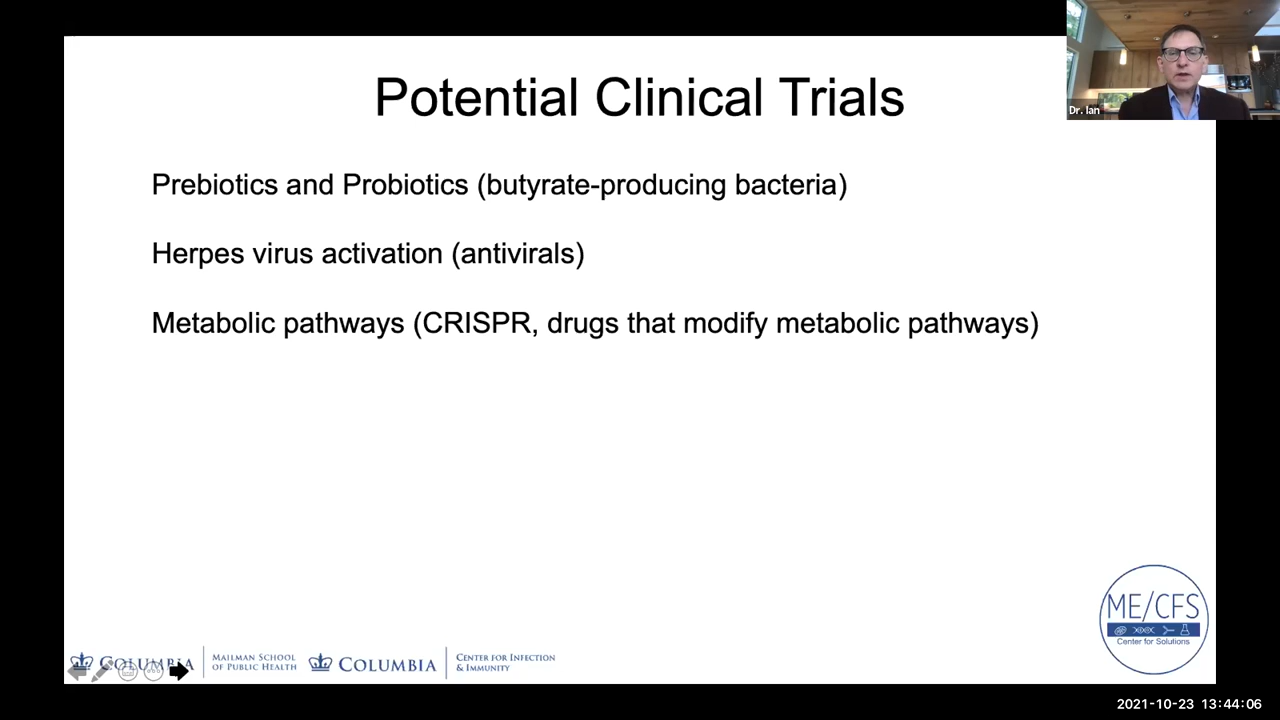 Potential Clinical Trials
Dr. Ian
Prebiotics and Probiotics (butyrate-producing bacteria)
Herpes virus activation (antivirals)
Metabolic pathways (CRISPR, drugs that modify metabolic pathways)
ME/CFS
Center for Solutions
COLUMBIA
MAILMAN SCHOOL
OF PUBLIC HEALTH
COLUMBIA
CENTER FOR INFECTION
& IMMUNITY
2021-10-23 13:44:06